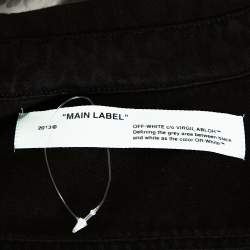 "MAIN LABEL"
2013®
OFF-WHITE c/o VIRGIL ABLOH™
Defining the grey area between black
and white as the color Off-White™